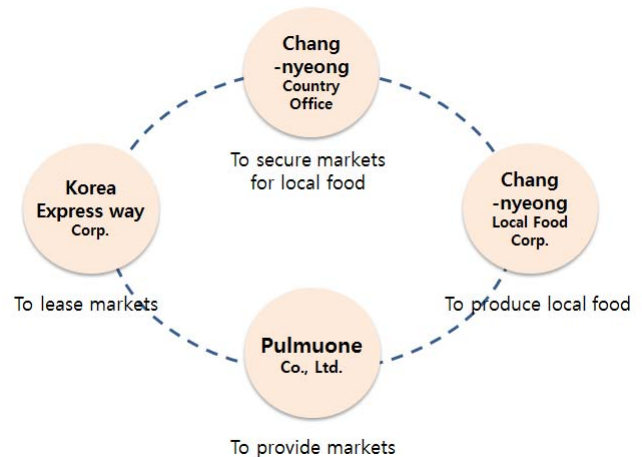 Chang
-nyeong
Country
Office
To secure markets
for local food
Korea
Express way
Corp.
To lease markets
Chang
-nyeong
Local Food
Corp.
To produce local food
Pulmuone
Co., Ltd.
To provide markets